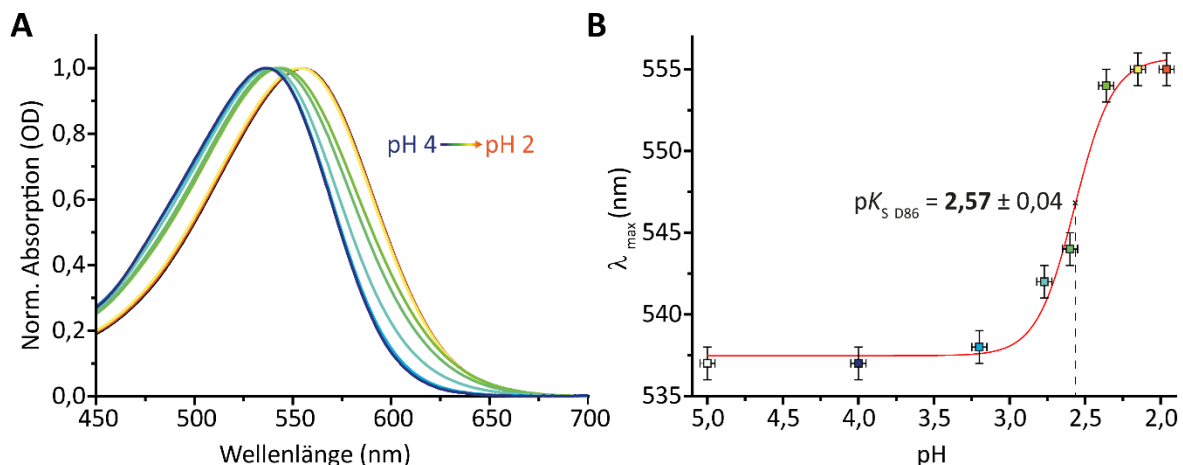 A
1,0
0,8
0,6
0,4
0,2
0,0
Norm. Absorption (OD)
pH 4 → pH 2
450 500 550 600 650 700
Wellenlänge (nm)
B
555
550
545
540
535
λ max (nm)
pK S D86 = 2,57 ± 0,04
5,0 4,5 4,0 3,5 3,0 2,5 2,0
pH